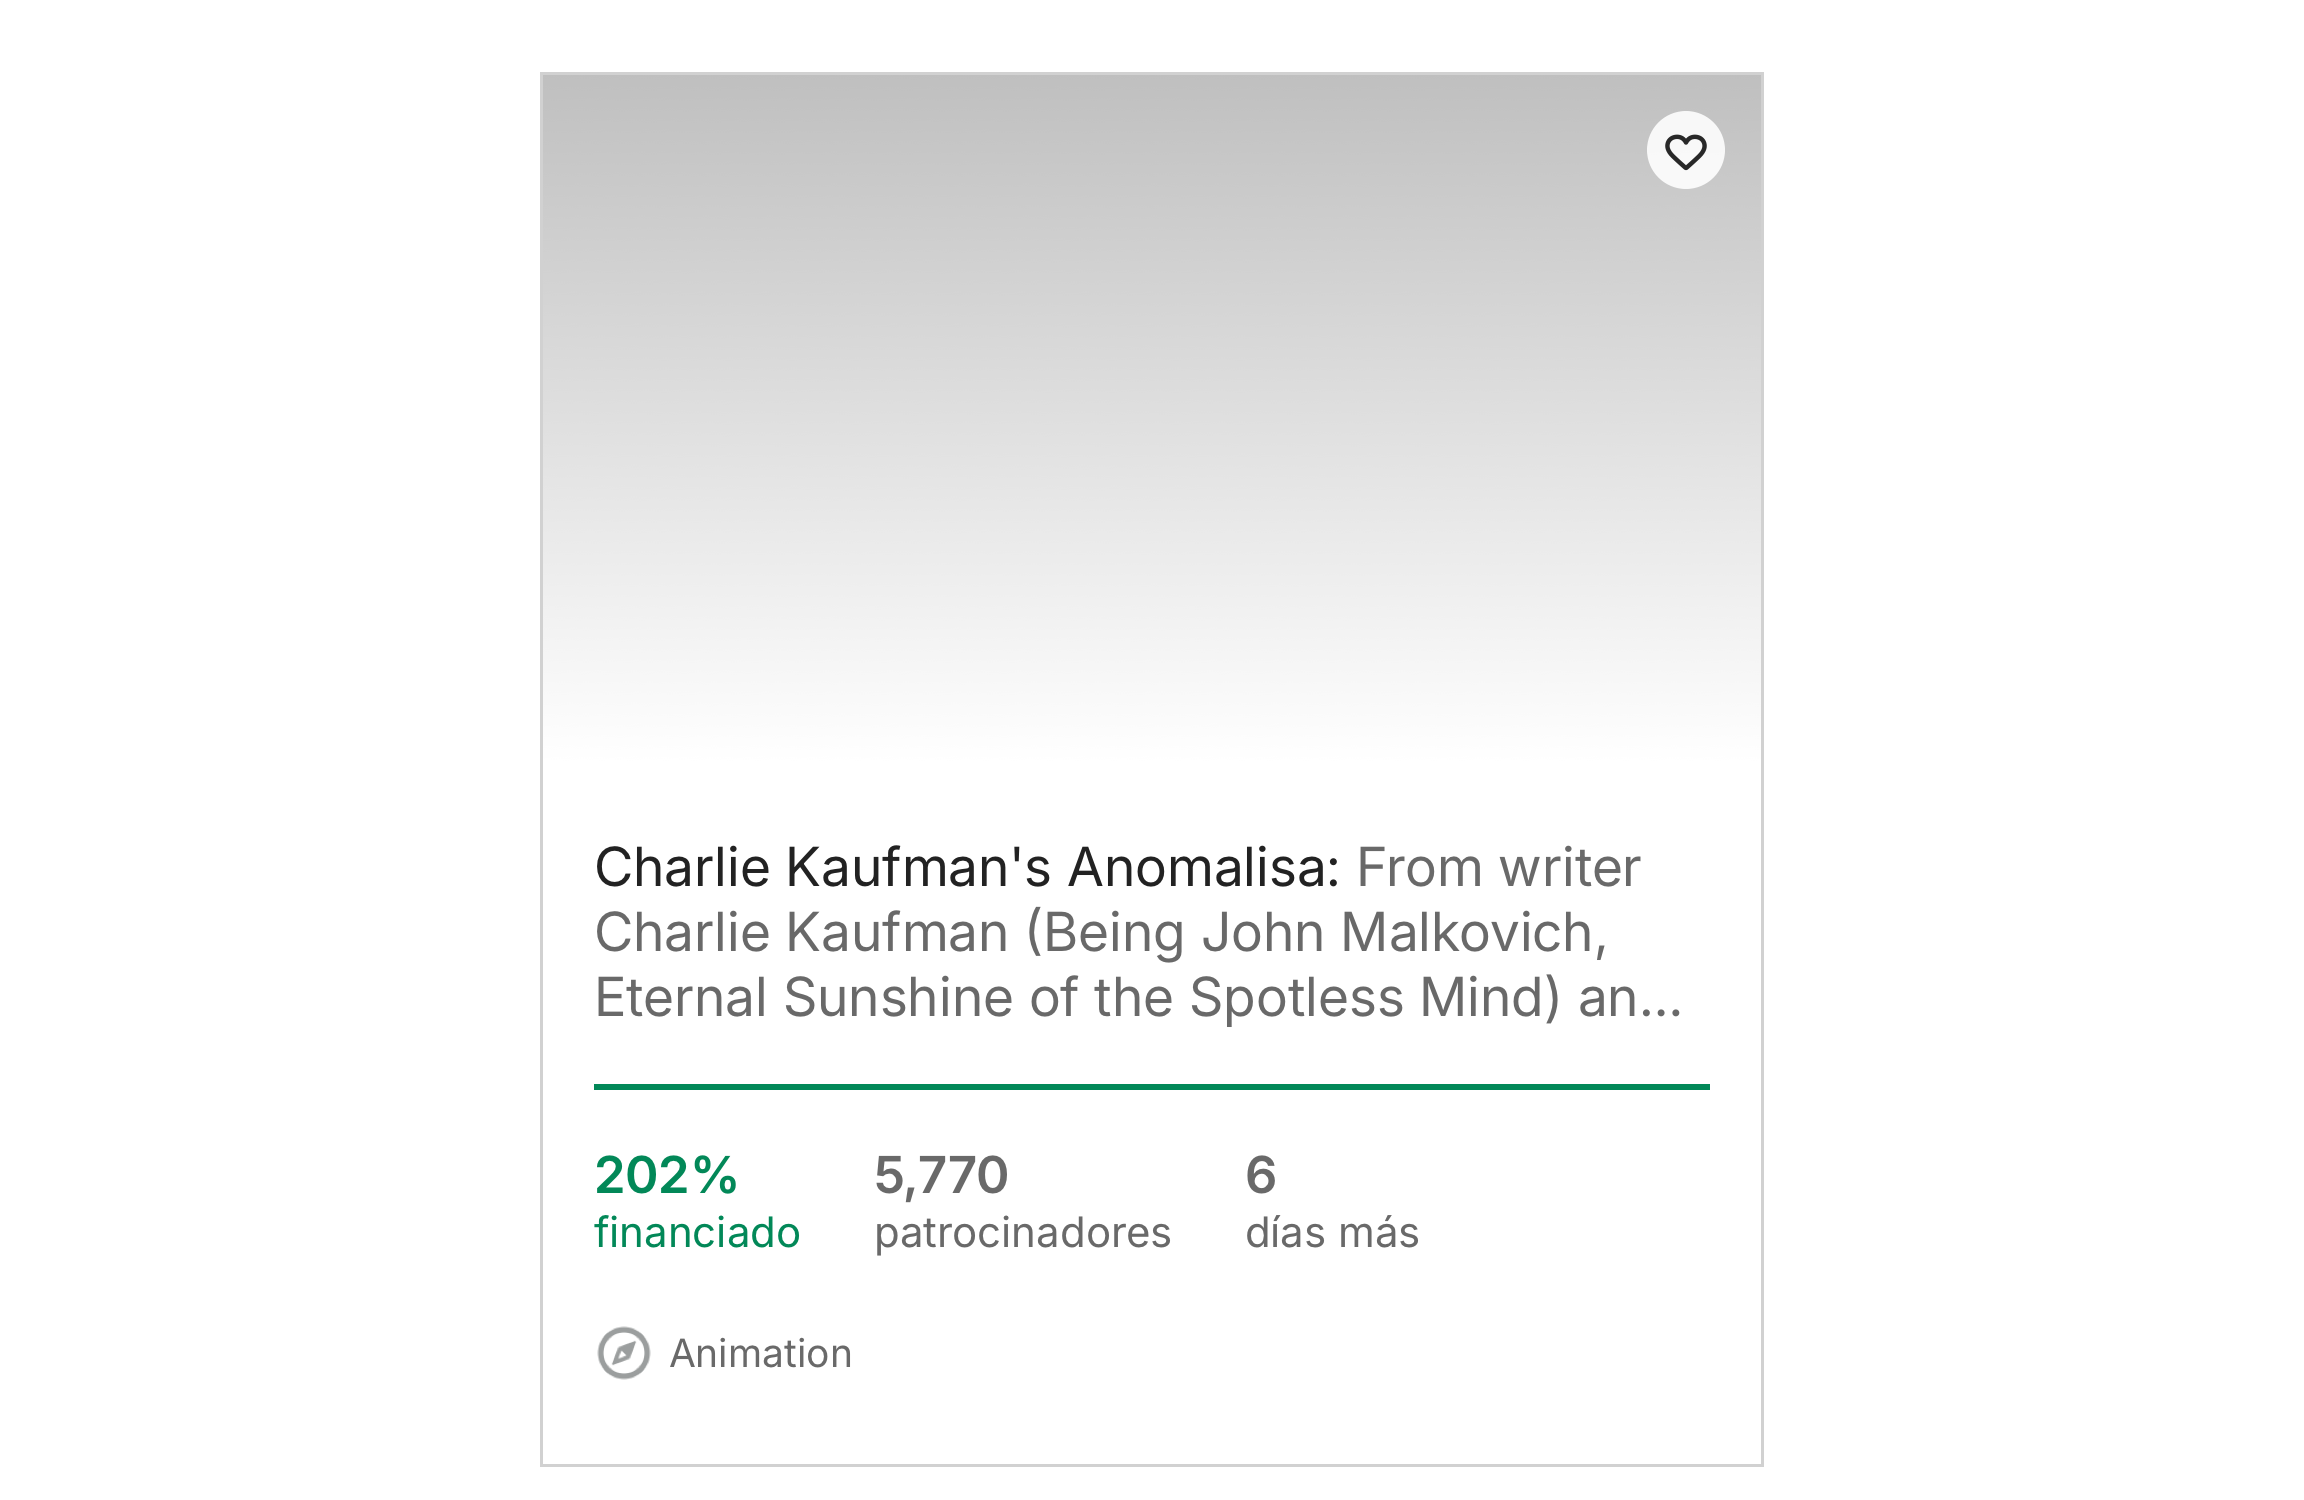 Charlie Kaufman's Anomalisa: From writer
Charlie Kaufman (Being John Malkovich,
Eternal Sunshine of the Spotless Mind) an...
202%
financiado
5,770
patrocinadores
6
días más
Animation